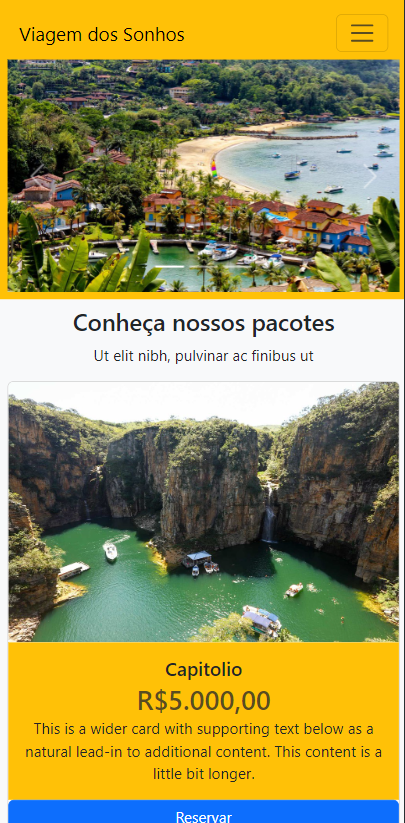 Viagem dos Sonhos
Conheça nossos pacotes
Ut elit nibh, pulvinar ac finibus ut
Capitolio
R$5.000,00
This is a wider card with supporting text below as a
natural lead-in to additional content. This content is a
little bit longer.
Reservar